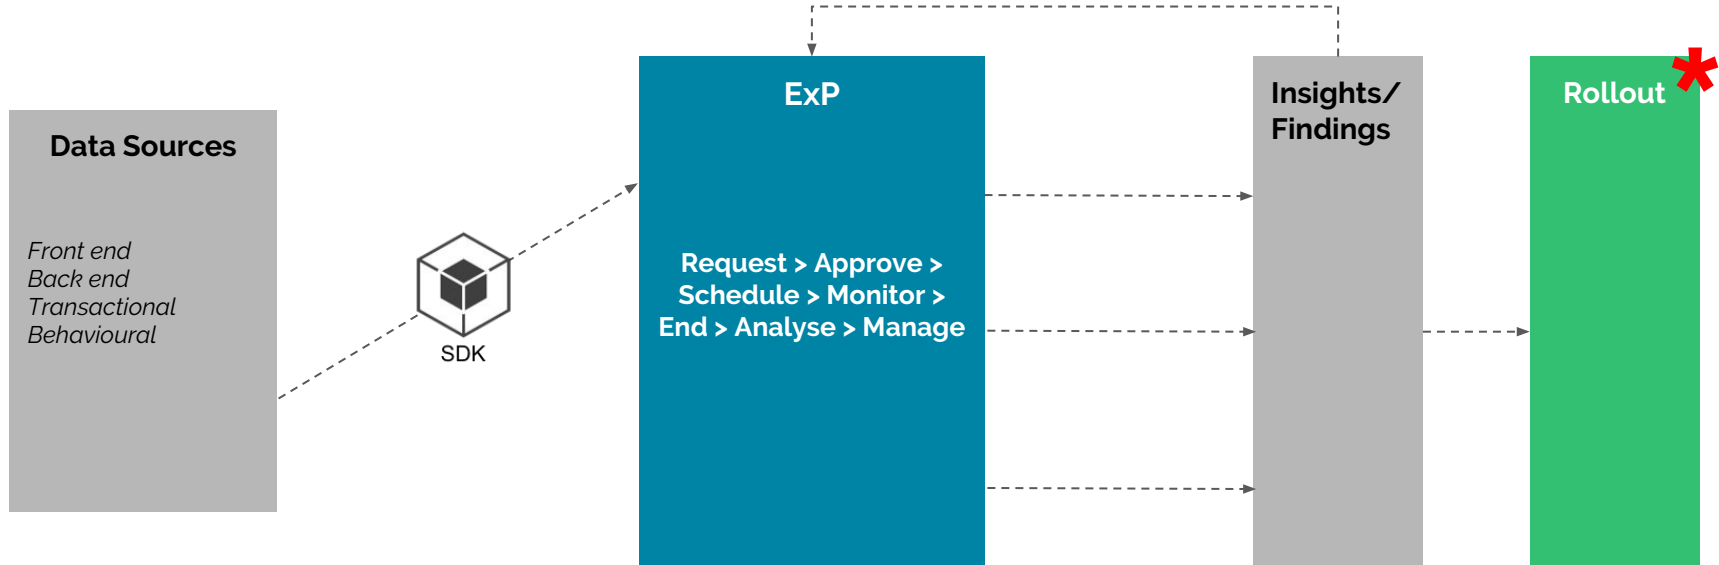 Data Sources
Front end
Back end
Transactional
Behavioural
SDK
ExP
Request > Approve >
Schedule > Monitor >
End > Analyse > Manage
Insights/
Findings
Rollout
*